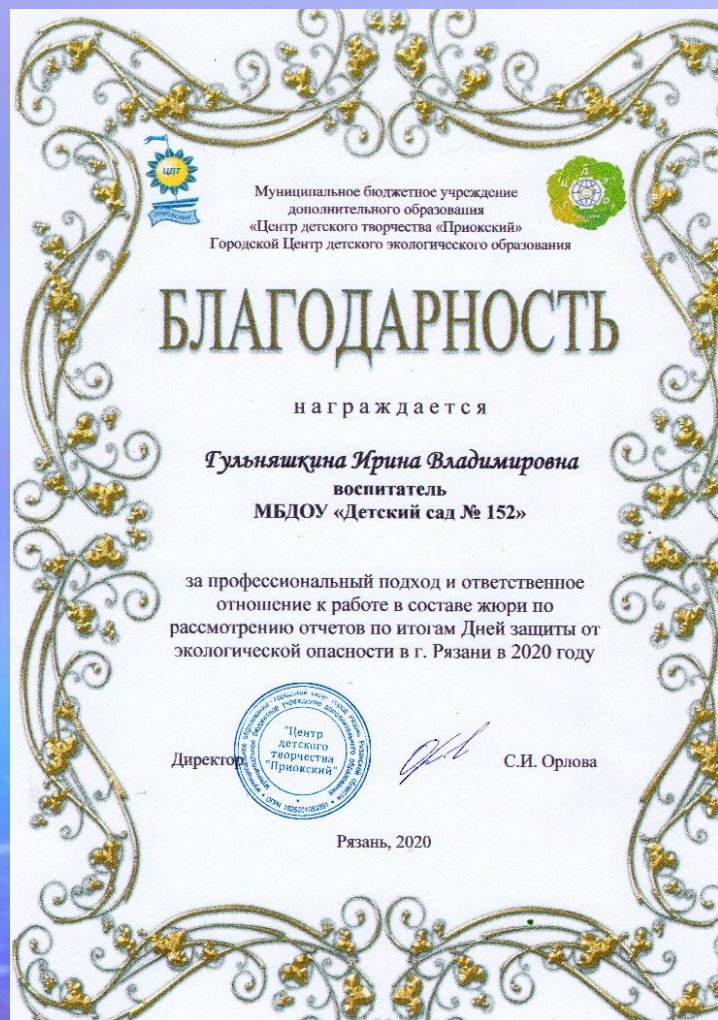 ЦДТ
ПРИОКСКИЙ
Муниципальное бюджетное учреждение
дополнительного образования
«Центр детского творчества «Приокский»
Городской Центр детского экологического образования
БЛАГОДАРНОСТЬ
награждается
Гульняшкина Ирина Владимировна
воспитатель
МБДОУ «Детский сад № 152»
за профессиональный подход и ответственное
отношение к работе в составе жюри по
рассмотрению отчетов по итогам Дней защиты от
экологической опасности в г. Рязани в 2020 году
Директор
"Центр
детского
творчества
"Приокский"
С.И. Орлова
Рязань, 2020